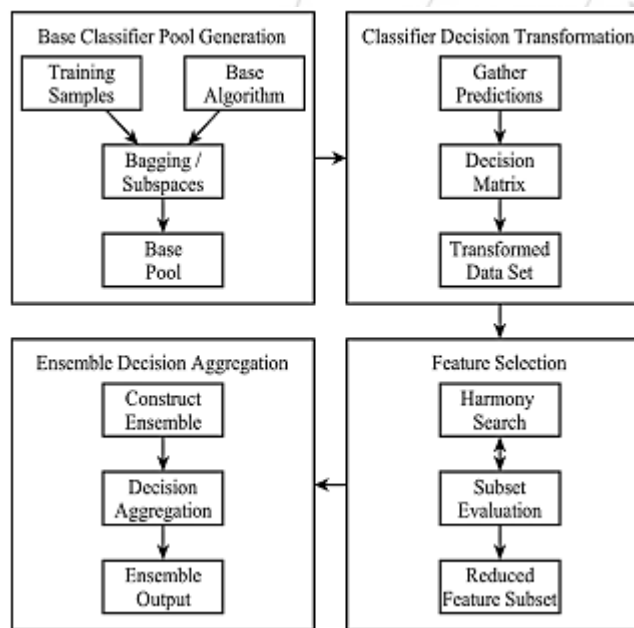 Base Classifier Pool Generation
Training
Samples
Base
Algorithm
Bagging /
Subspaces
Base
Pool
Classifier Decision Transformation
Gather
Predictions
Decision
Matrix
Transformed
Data Set
Feature Selection
Harmony
Search
Subset
Evaluation
Reduced
Feature Subset
Ensemble Decision Aggregation
Construct
Ensemble
Decision
Aggregation
Ensemble
Output